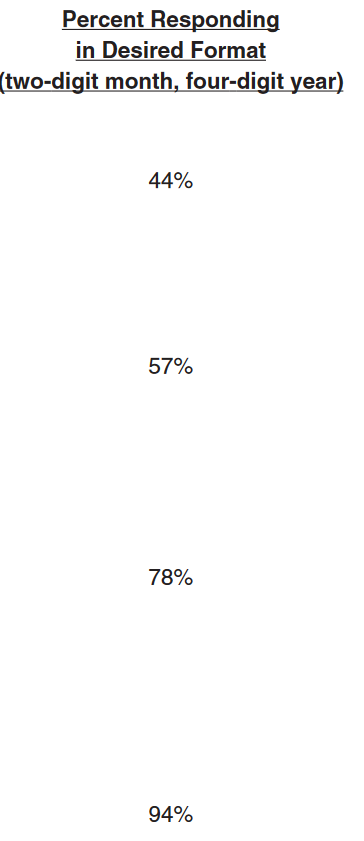 Percent Responding
in Desired Format
(two-digit month, four-digit year)
44%
57%
78%
94%